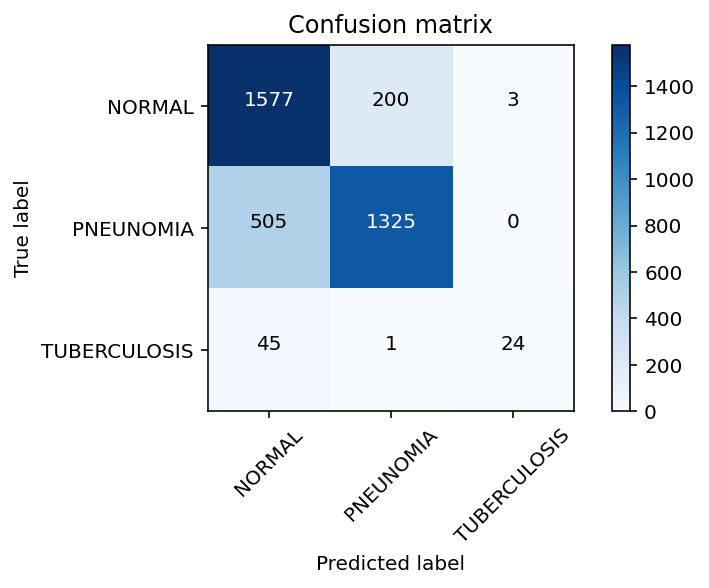 Confusion matrix
NORMAL 1577 200 3
PNEUNOMIA 505 1325 0
TUBERCULOSIS 45 1 24
True label
NORMAL PNEUNOMIA TUBERCULOSIS
Predicted label
1400
1200
1000
800
600
400
200
0